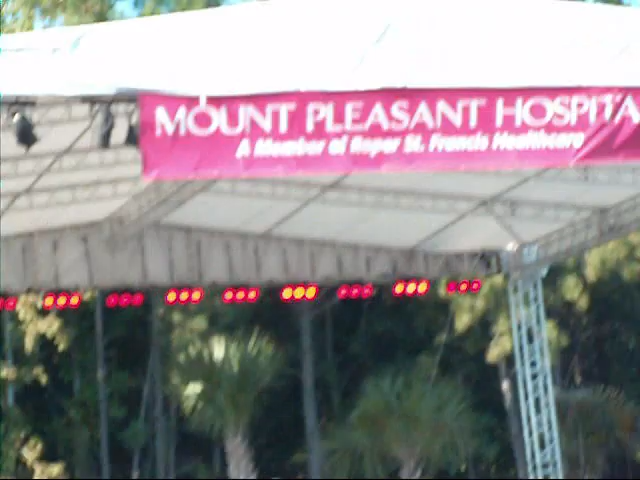 MOUNT PLEASANT HOSPITA
A Member of Roper St. Francis Healthcare